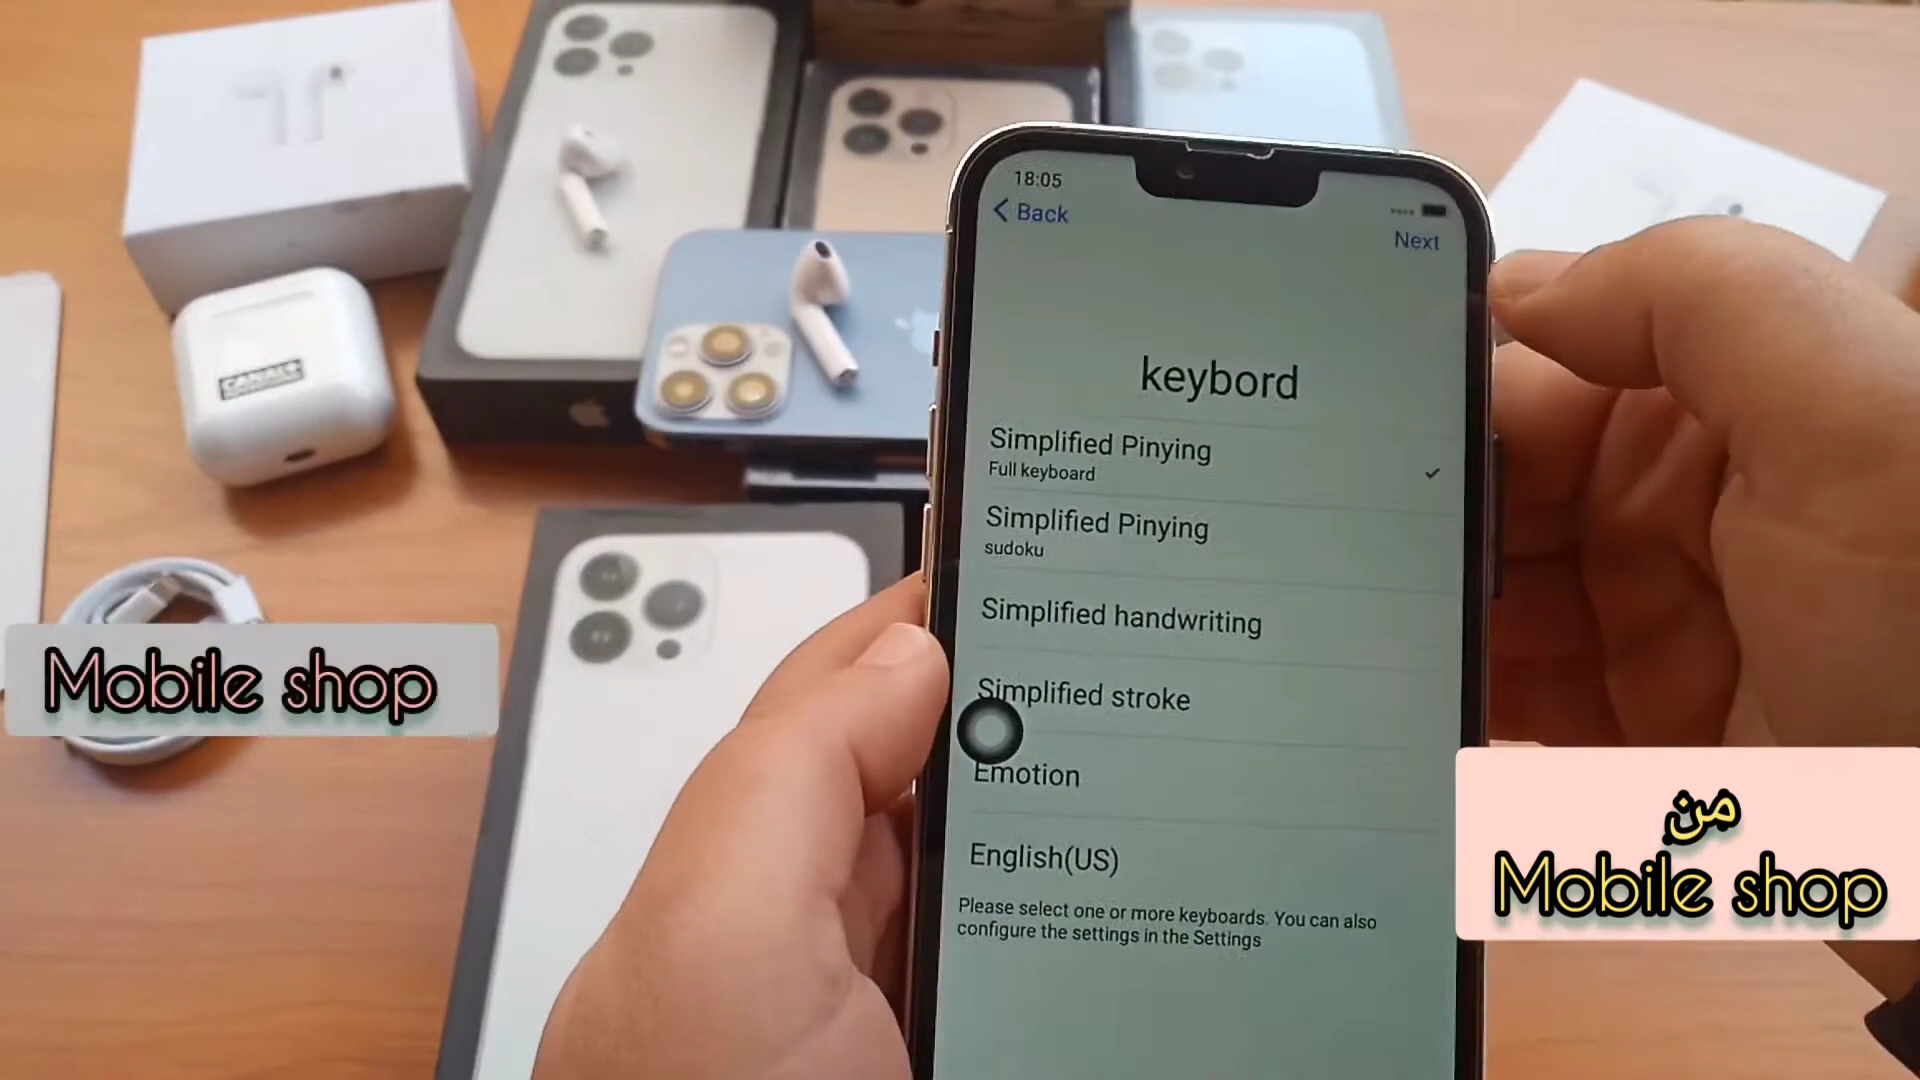 18:05
Back
Next
keybord
Simplified Pinying
Full keyboard
Simplified Pinying
sudoku
Simplified handwriting
Simplified stroke
Emotion
English(US)
Please select one or more keyboards. You can also
configure the settings in the Settings
CANAL+
Mobile shop
من
Mobile shop